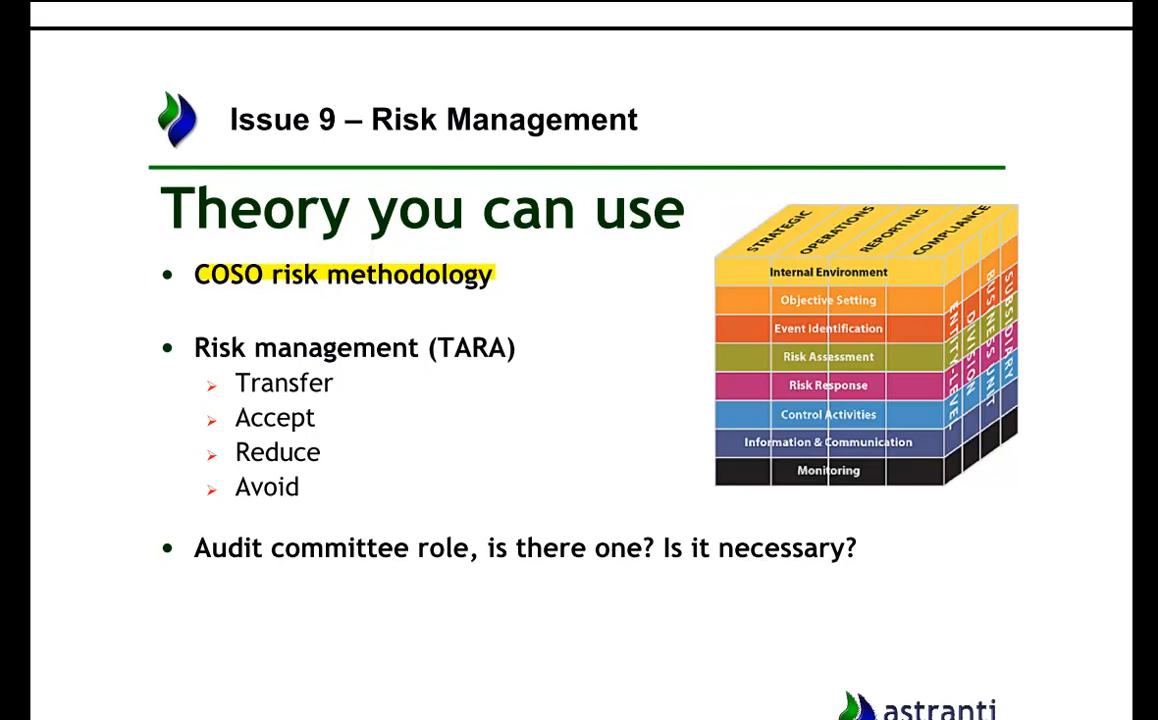 Issue 9 – Risk Management
Theory you can use
• COSO risk methodology
• Risk management (TARA)
➢ Transfer
➢ Accept
➢ Reduce
➢ Avoid
• Audit committee role, is there one? Is it necessary?
STRATEGIC
OPERATIONS
REPORTING
COMPLIANCE
Internal Environment
Objective Setting
Event Identification
Risk Assessment
Risk Response
Control Activities
Information & Communication
Monitoring
ENTITY-LEVEL
DIVISION
BUSINESS UNIT
SUBSIDIARY
astranti